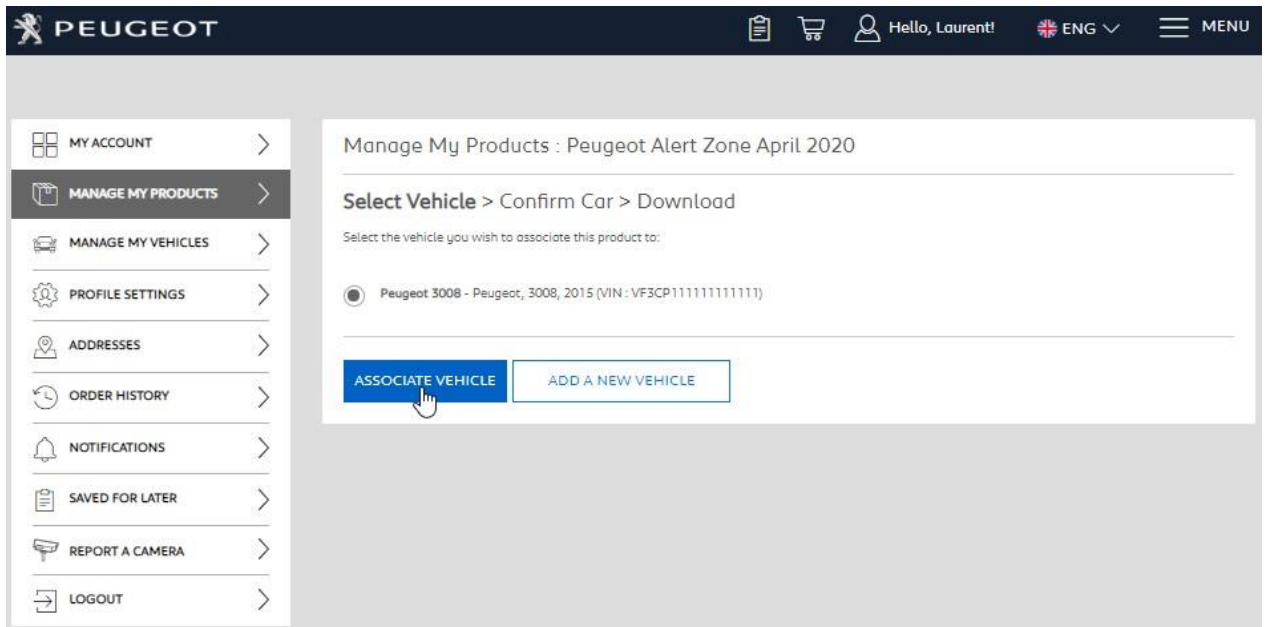 PEUGEOT
Hello, Laurent!
ENG
MENU
MY ACCOUNT
MANAGE MY PRODUCTS
MANAGE MY VEHICLES
PROFILE SETTINGS
ADDRESSES
ORDER HISTORY
NOTIFICATIONS
SAVED FOR LATER
REPORT A CAMERA
LOGOUT
Manage My Products : Peugeot Alert Zone April 2020
Select Vehicle > Confirm Car > Download
Select the vehicle you wish to associate this product to:
Peugeot 3008 - Peugeot, 3008, 2015 (VIN : VF3CP111111111111)
ASSOCIATE VEHICLE
ADD A NEW VEHICLE